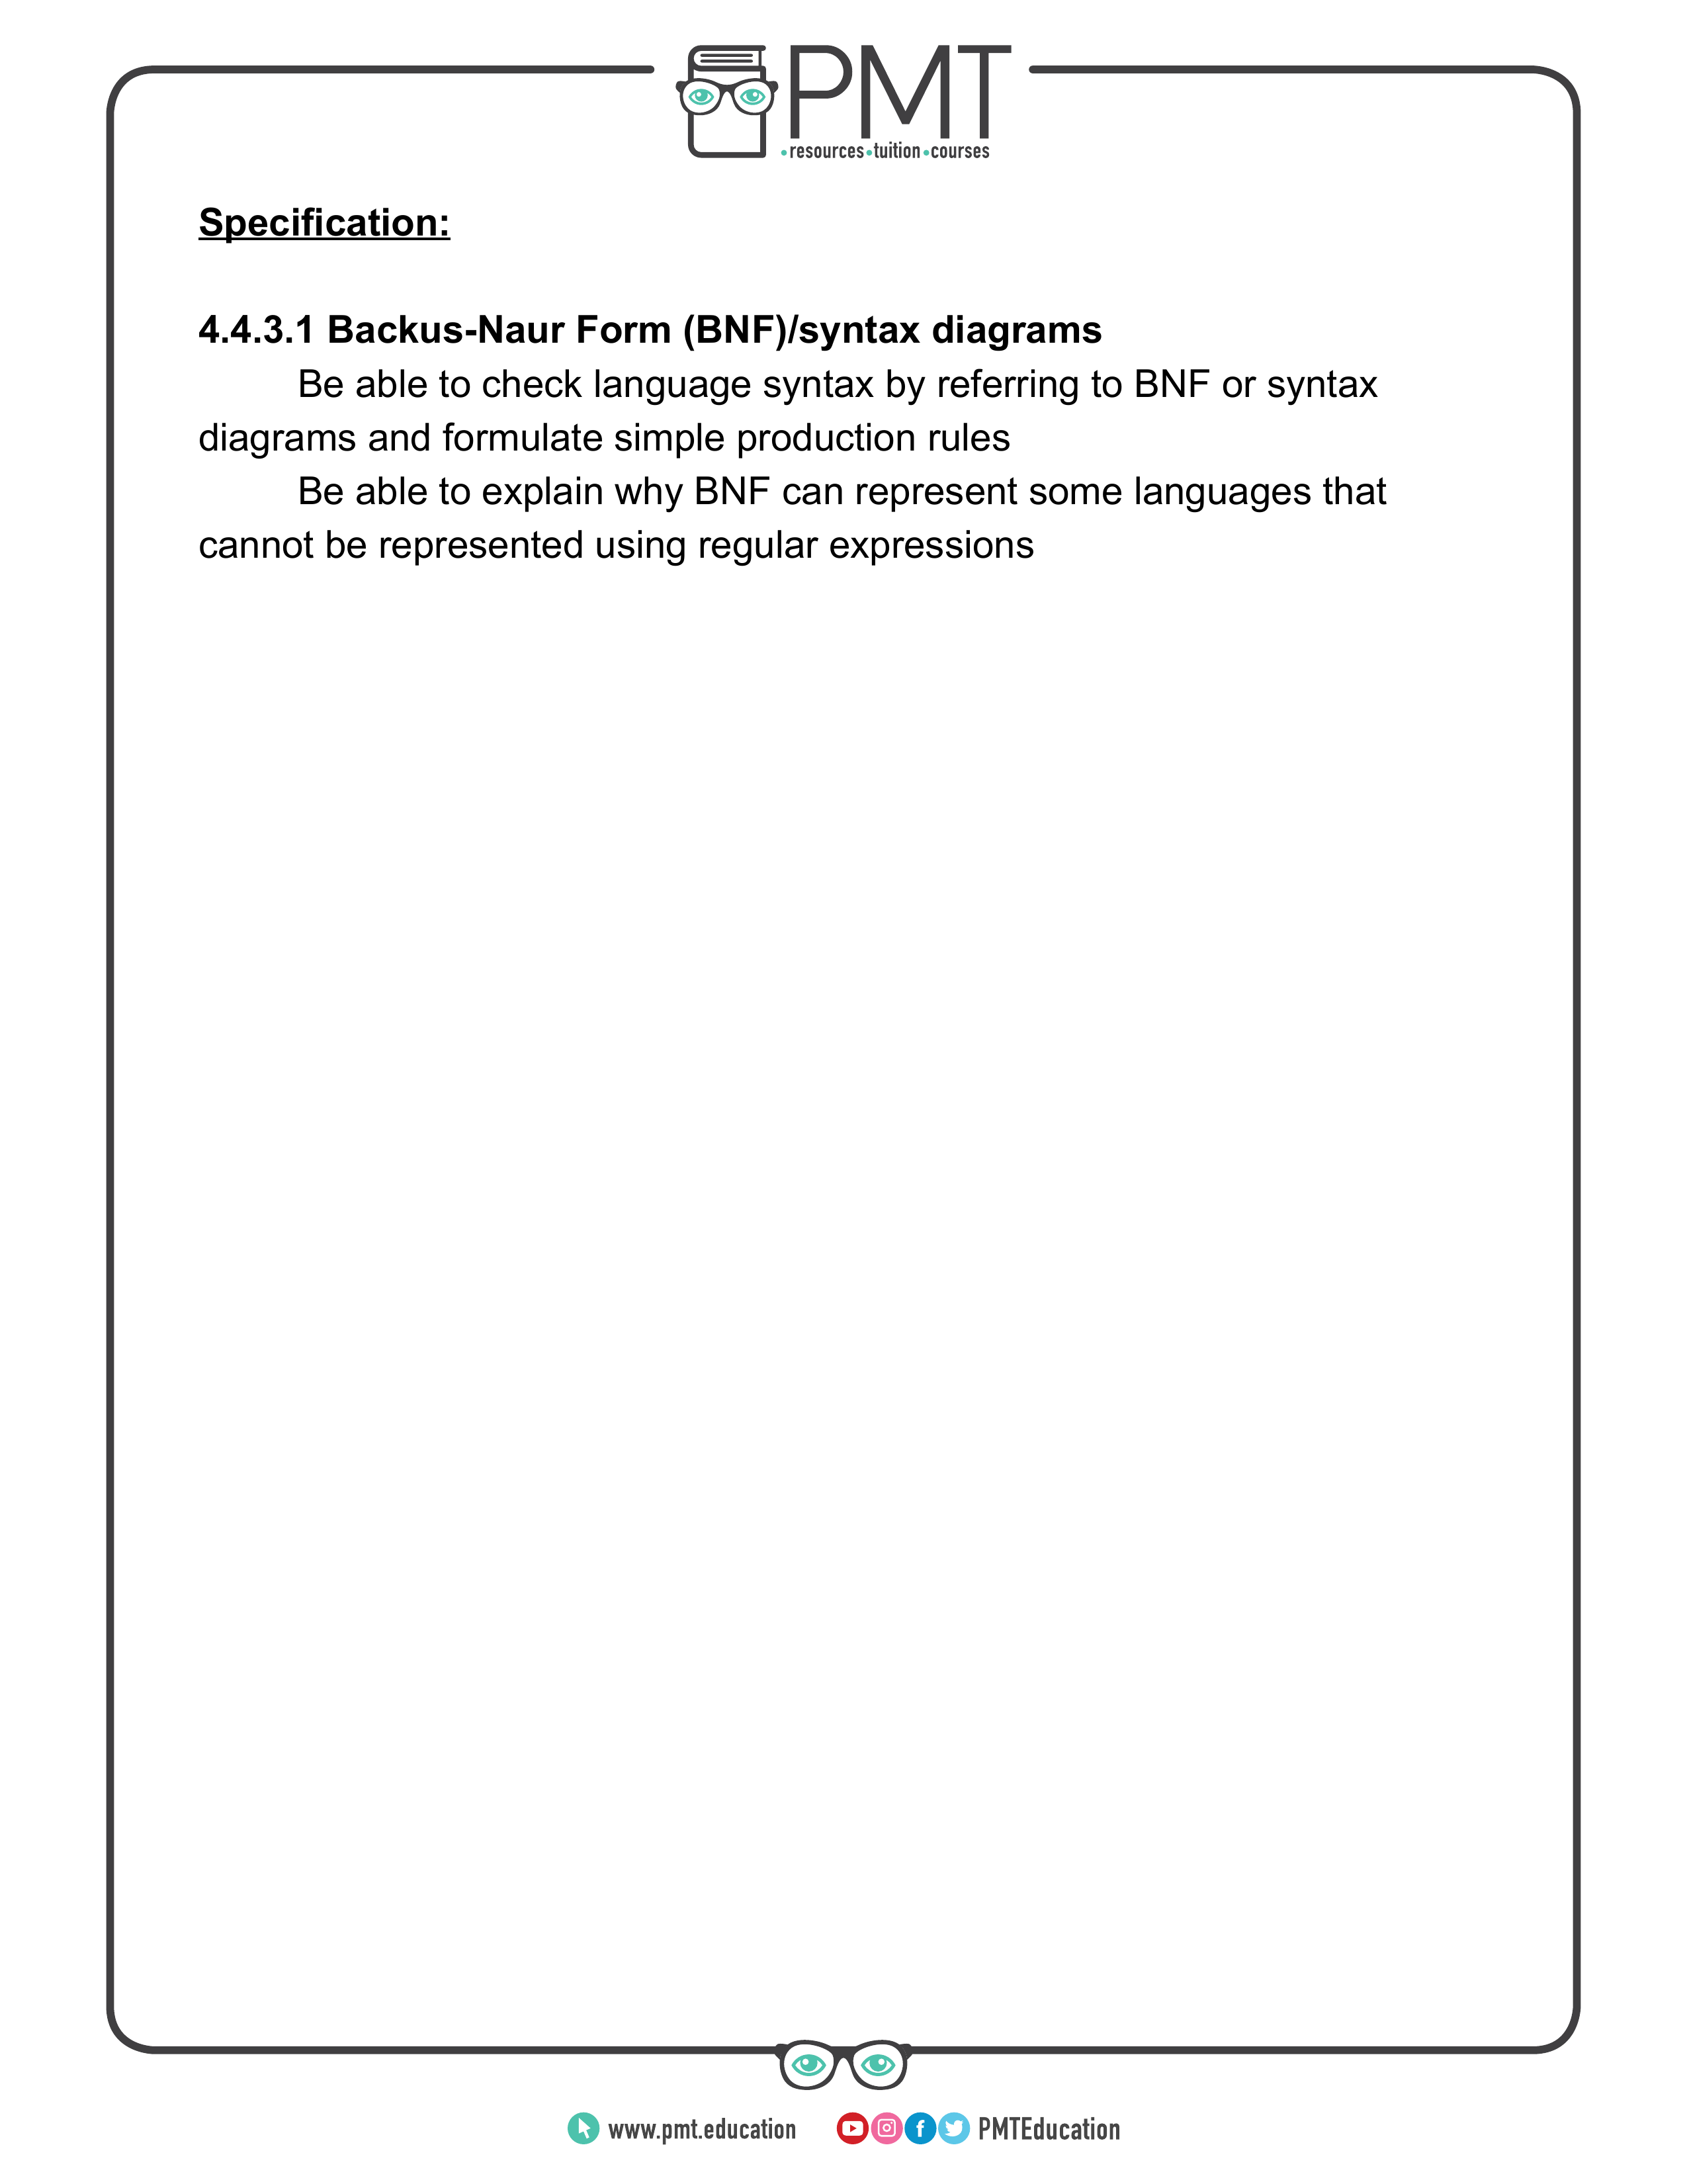 PMT
resources tuition courses
Specification:
4.4.3.1 Backus-Naur Form (BNF)/syntax diagrams
Be able to check language syntax by referring to BNF or syntax
diagrams and formulate simple production rules
Be able to explain why BNF can represent some languages that
cannot be represented using regular expressions
www.pmt.education PMTEducation